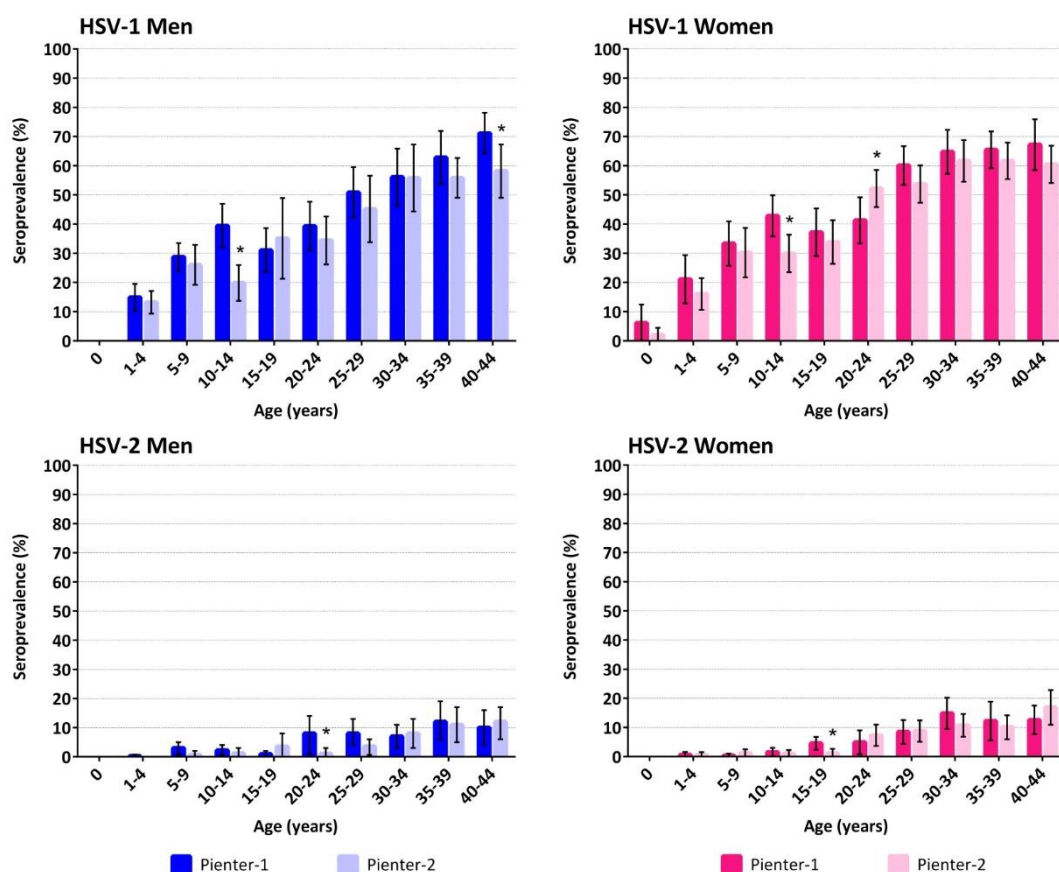 HSV-1 Men
Seroprevalence (%)
100
90
80
70
60
50
40
30
20
10
0
* * 
0 1-4 5-9 10-14 15-19 20-24 25-29 30-34 35-39 40-44
Age (years)
HSV-1 Women
Seroprevalence (%)
100
90
80
70
60
50
40
30
20
10
0
* *
0 1-4 5-9 10-14 15-19 20-24 25-29 30-34 35-39 40-44
Age (years)
HSV-2 Men
Seroprevalence (%)
100
90
80
70
60
50
40
30
20
10
0
*
0 1-4 5-9 10-14 15-19 20-24 25-29 30-34 35-39 40-44
Age (years)
Pienter-1 Pienter-2
HSV-2 Women
Seroprevalence (%)
100
90
80
70
60
50
40
30
20
10
0
*
0 1-4 5-9 10-14 15-19 20-24 25-29 30-34 35-39 40-44
Age (years)
Pienter-1 Pienter-2